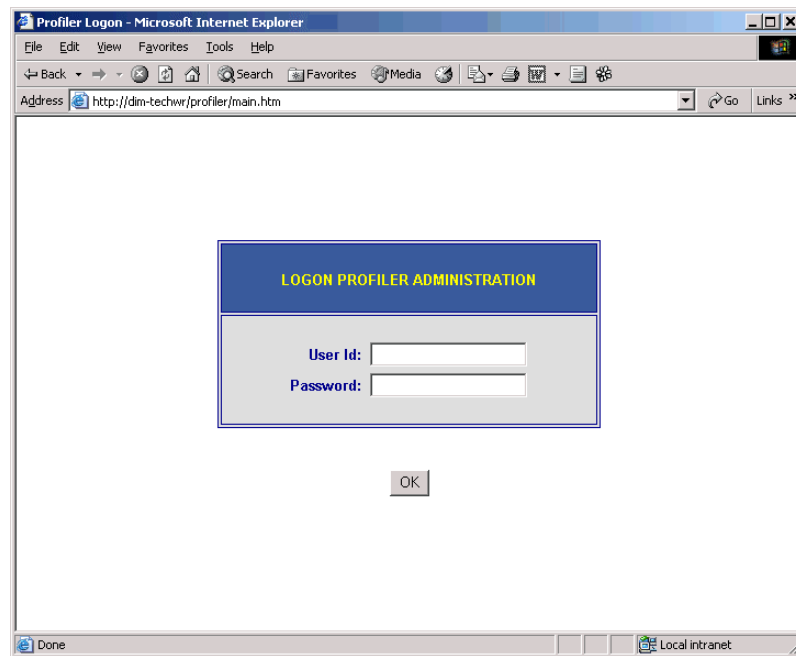 Profiler Logon - Microsoft Internet Explorer
File Edit View Favorites Tools Help
Back Search Favorites Media
Address http://dim-techwr/profiler/main.htm Go Links »
LOGON PROFILER ADMINISTRATION
User Id:
Password:
OK
Done Local intranet